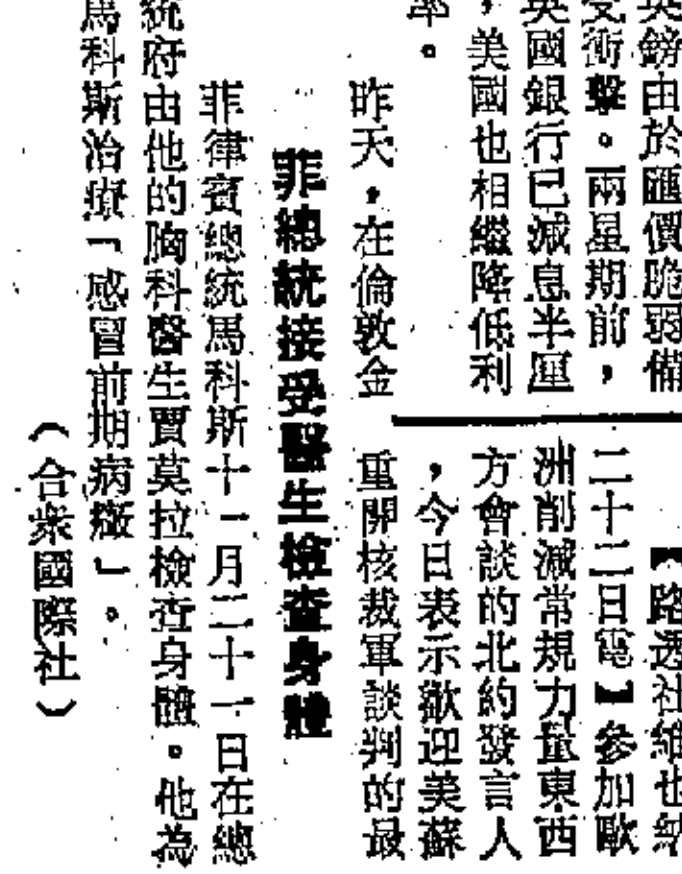 英鎊由於匯價脆弱備
受衝擊。兩星期前，
英國銀行已減息半厘
，美國也相繼降低利
率。
昨天，在倫敦金
【路透社維也納
二十二日電】參加歐
洲削減常規力量東西
方會談的北約發言人
，今日表示歡迎美蘇
重開核裁軍談判的最
菲總統接受醫生檢查身體
菲律賓總統馬科斯十一月二十一日在總
統府由他的胸科醫生賈莫拉檢查身體。他為
馬科斯治療「感冒前期病癥」。
（合衆國際社）